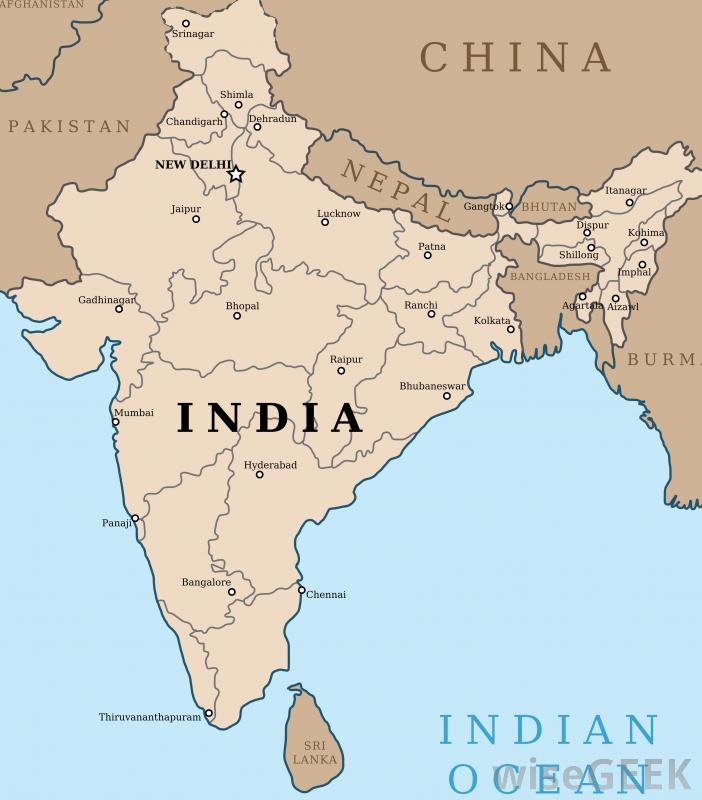 AFGHANISTAN
Srinagar
CHINA
Shimla
Chandigarh
Dehradun
PAKISTAN
NEW DELHI
NEPAL
Itanagar
Gangtok
BHUTAN
Jaipur
Lucknow
Dispur
Kohima
Patna
Shillong
Imphal
BANGLADESH
Gadhinagar
Bhopal
Ranchi
Agartala
Aizawl
Kolkata
Raipur
BURMA
Bhubaneswar
Mumbai
INDIA
Hyderabad
Panaji
Bangalore
Chennai
Thiruvananthapuram
INDIAN
OCEAN
SRI
LANKA
wiseGEEK